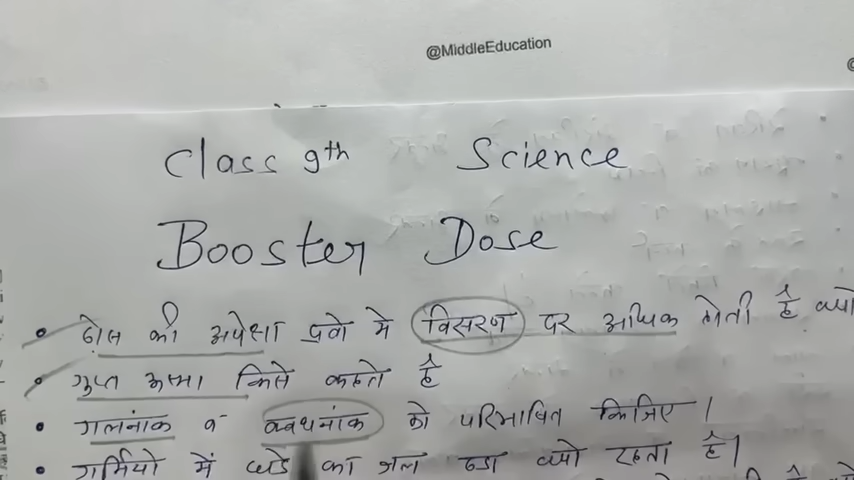 @MiddleEducation
Class 9th Science
Booster Dose
• ठोस की अपेक्षा द्रवो मे विसरण दर अधिक होती है क्यो
• गुप्त ऊष्मा किसे कहते है
• गलनांक व क्वथनांक को परिभाषित किजिए।
• गर्मियो में घडे का जल ठंडा क्यो रहता है।